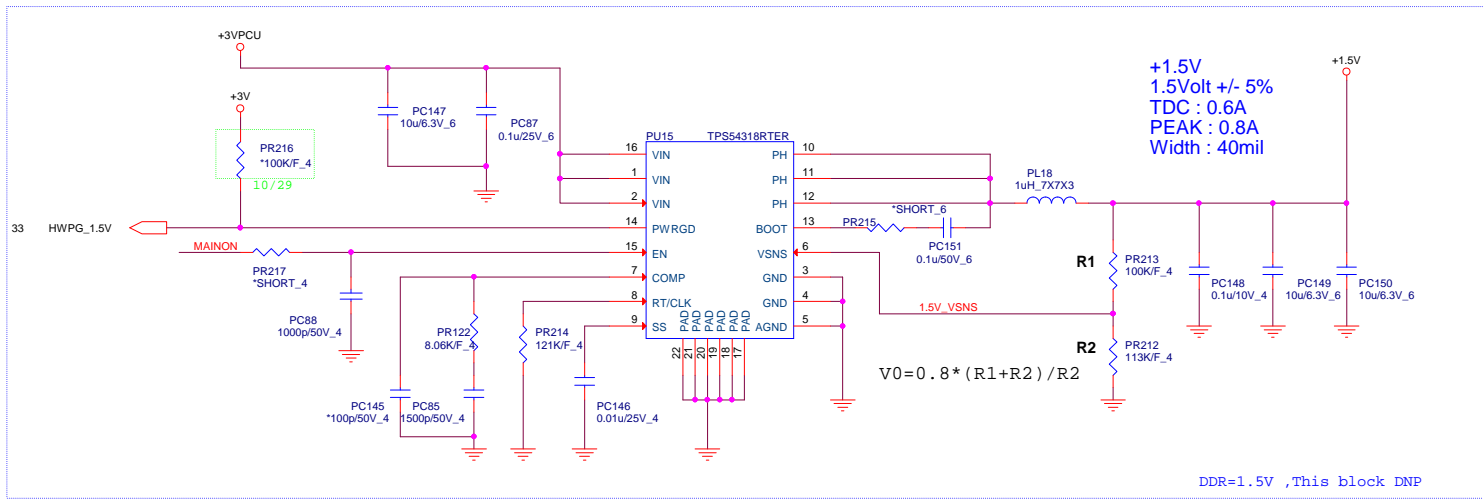 +3VPCU
+3V
PR216
*100K/F_4
10/29
33 HWPG_1.5V
MAINON
PR217
*SHORT_4
PC88
1000p/50V_4
PC147
10u/6.3V_6
PC87
0.1u/25V_6
PR122
8.06K/F_4
PR214
121K/F_4
PC145
*100p/50V_4
PC85
1500p/50V_4
PC146
0.01u/25V_4
PU15
TPS54318RTER
16 VIN
1 VIN
2 VIN
14 PWRGD
15 EN
7 COMP
8 RT/CLK
9 SS
PH 10
PH 11
PH 12
BOOT 13
VSNS 6
GND 3
GND 4
AGND 5
PAD PAD PAD PAD PAD PAD
22 21 20 19 18 17
PR215
*SHORT_6
PC151
0.1u/50V_6
PL18
1uH_7X7X3
+1.5V
1.5Volt +/- 5%
TDC : 0.6A
PEAK : 0.8A
Width : 40mil
+1.5V
R1
PR213
100K/F_4
1.5V_VSNS
R2
PR212
113K/F_4
V0=0.8*(R1+R2)/R2
PC148
0.1u/10V_4
PC149
10u/6.3V_6
PC150
10u/6.3V_6
DDR=1.5V ,This block DNP